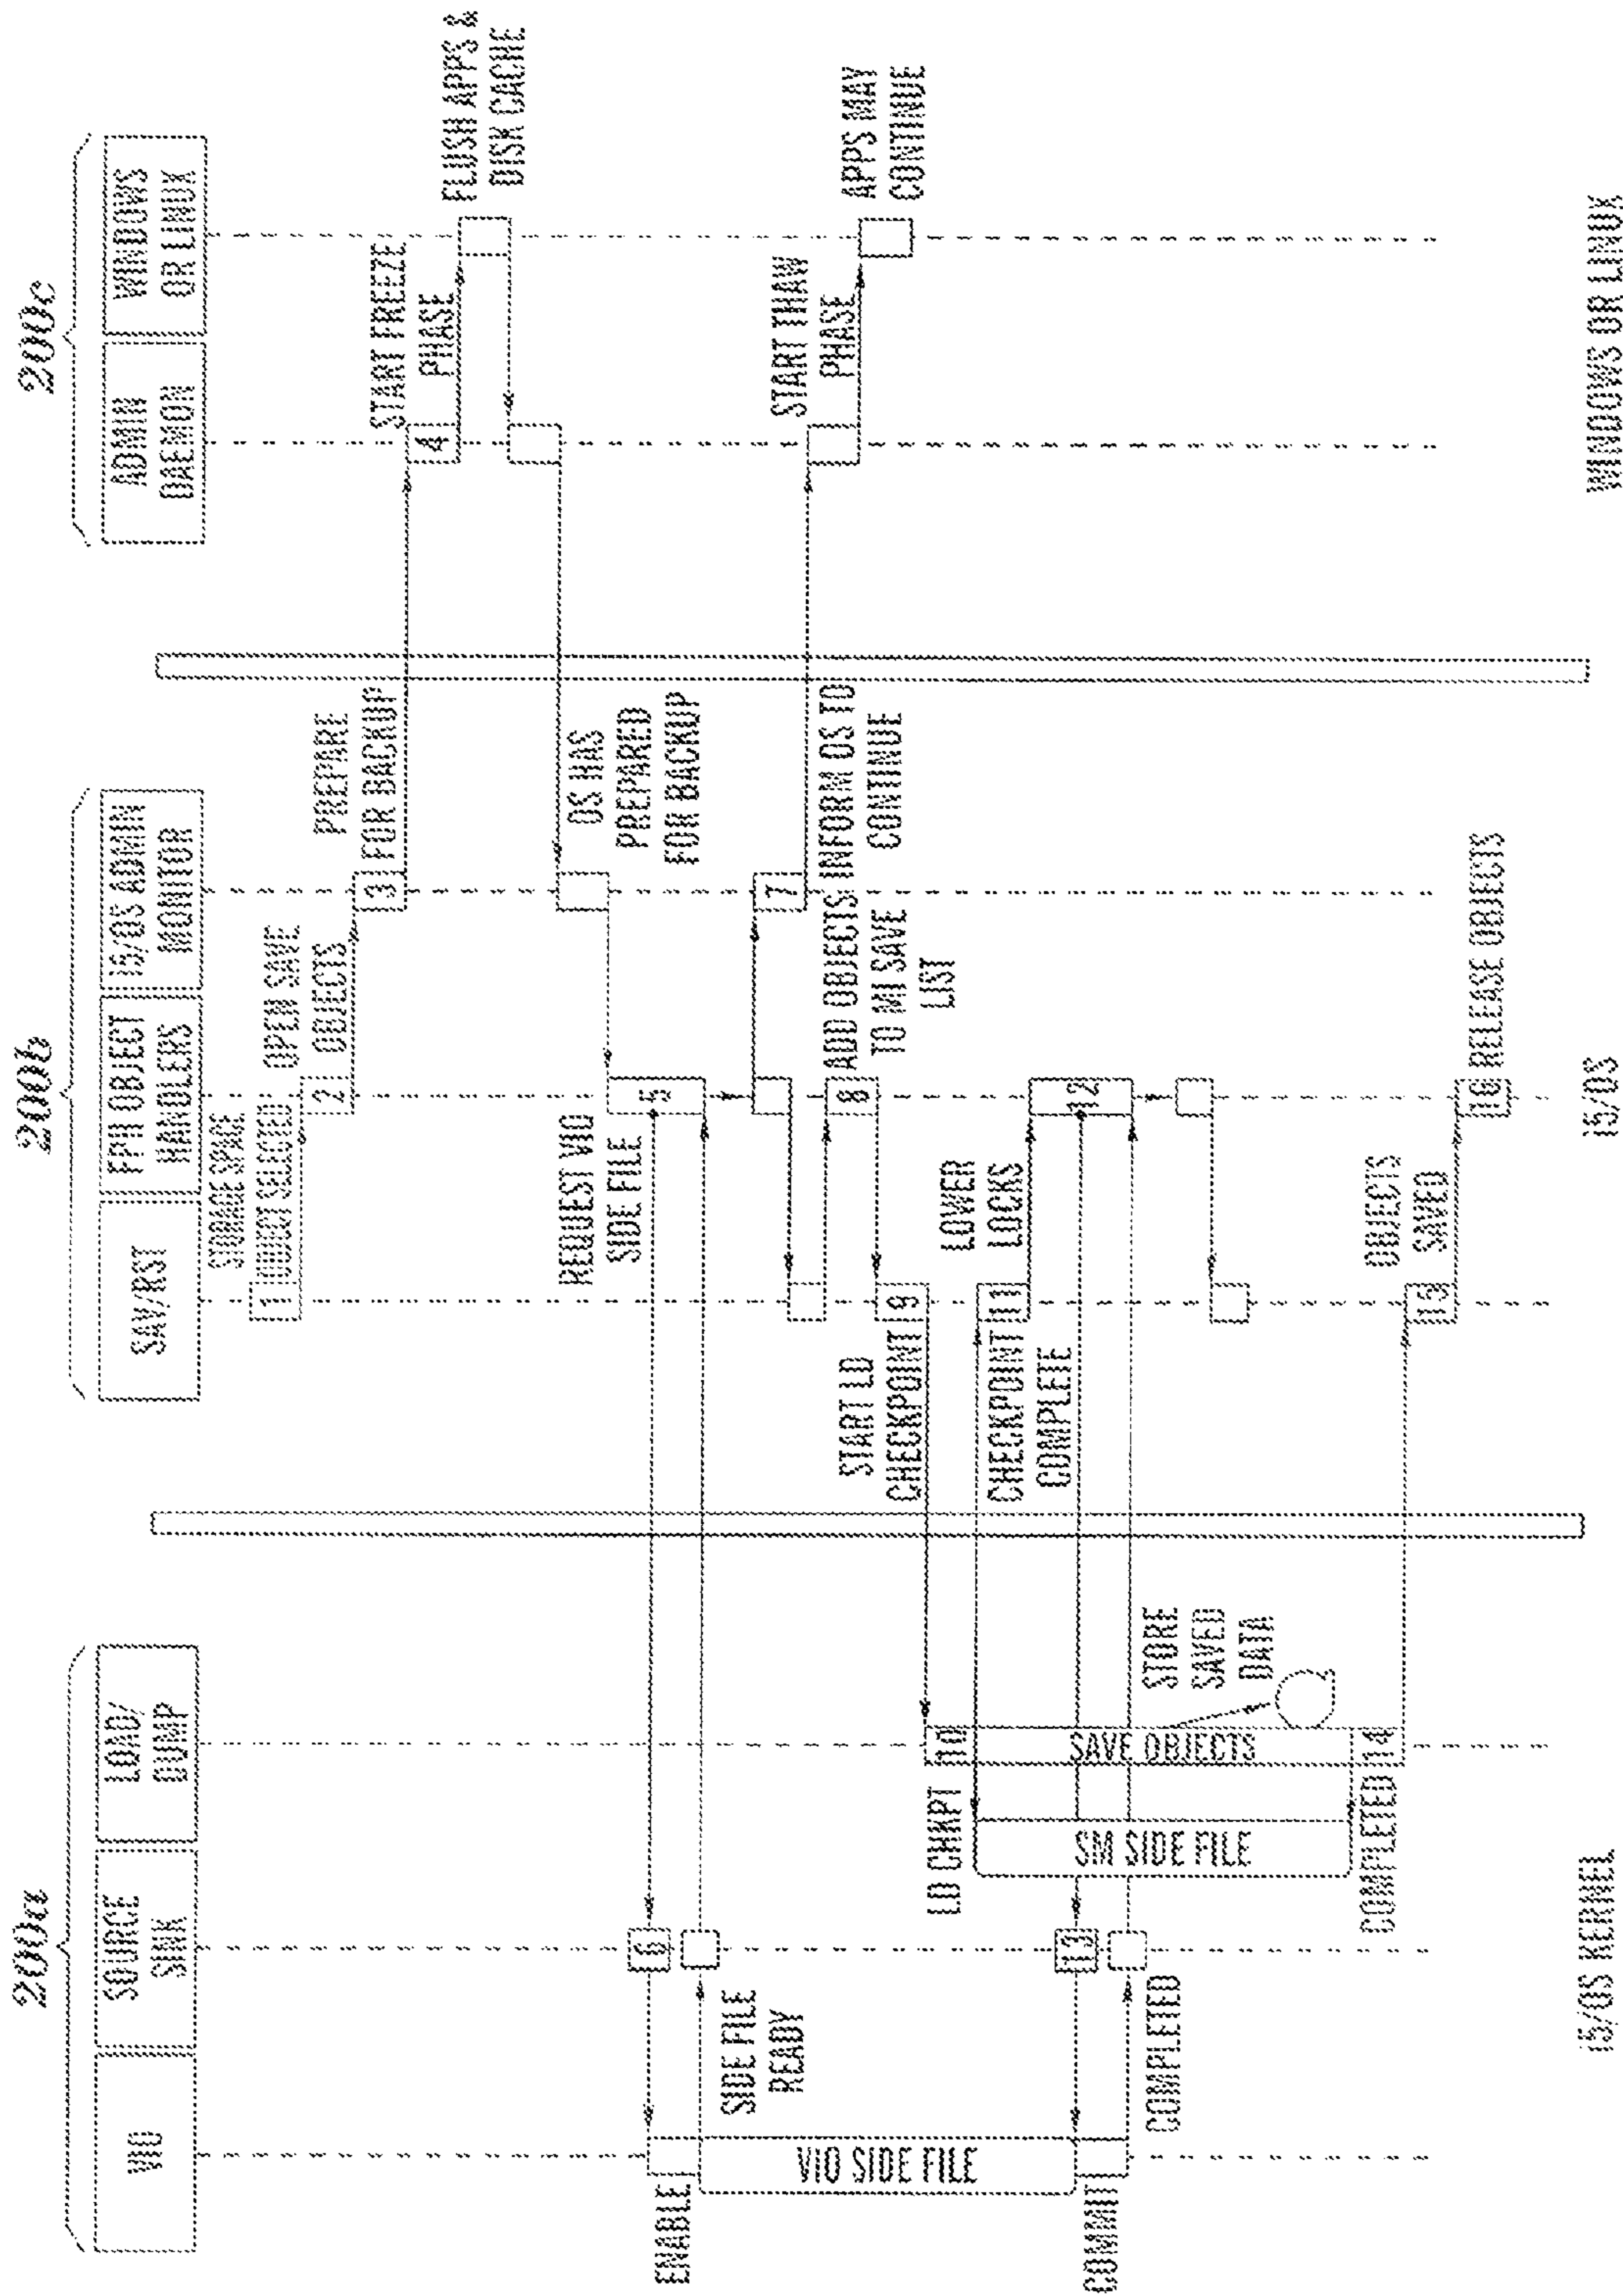 200a
200b
200c
VIO
SOURCE
SINK
LOAD/
DUMP
SAV/RST
FPH OBJECT
HANDLERS
I5/OS ADMIN
MONITOR
ADMIN
DAEMON
WINDOWS
OR LINUX
STORAGE SPACE
1
OBJECT SELECTED
OPEN SAVE
OBJECTS
2
PREPARE
FOR BACKUP
3
START FREEZE
PHASE
4
FLUSH APPS &
DISK CACHE
OS HAS
PREPARED
FOR BACKUP
REQUEST VIO
SIDE FILE
5
6
ENABLE
SIDE FILE
READY
VIO SIDE FILE
7
INFORM OS TO
CONTINUE
START THAW
PHASE
APPS MAY
CONTINUE
8
ADD OBJECTS
TO MI SAVE
LIST
START LD
CHECKPOINT
9
LD CHKPT
10
CHECKPOINT
COMPLETE
11
LOWER
LOCKS
12
13
COMMIT
COMPLETED
SM SIDE FILE
SAVE OBJECTS
STORE
SAVED
DATA
COMPLETED
14
OBJECTS
SAVED
RELEASE OBJECTS
I5/OS KERNEL
I5/OS
WINDOWS OR LINUX